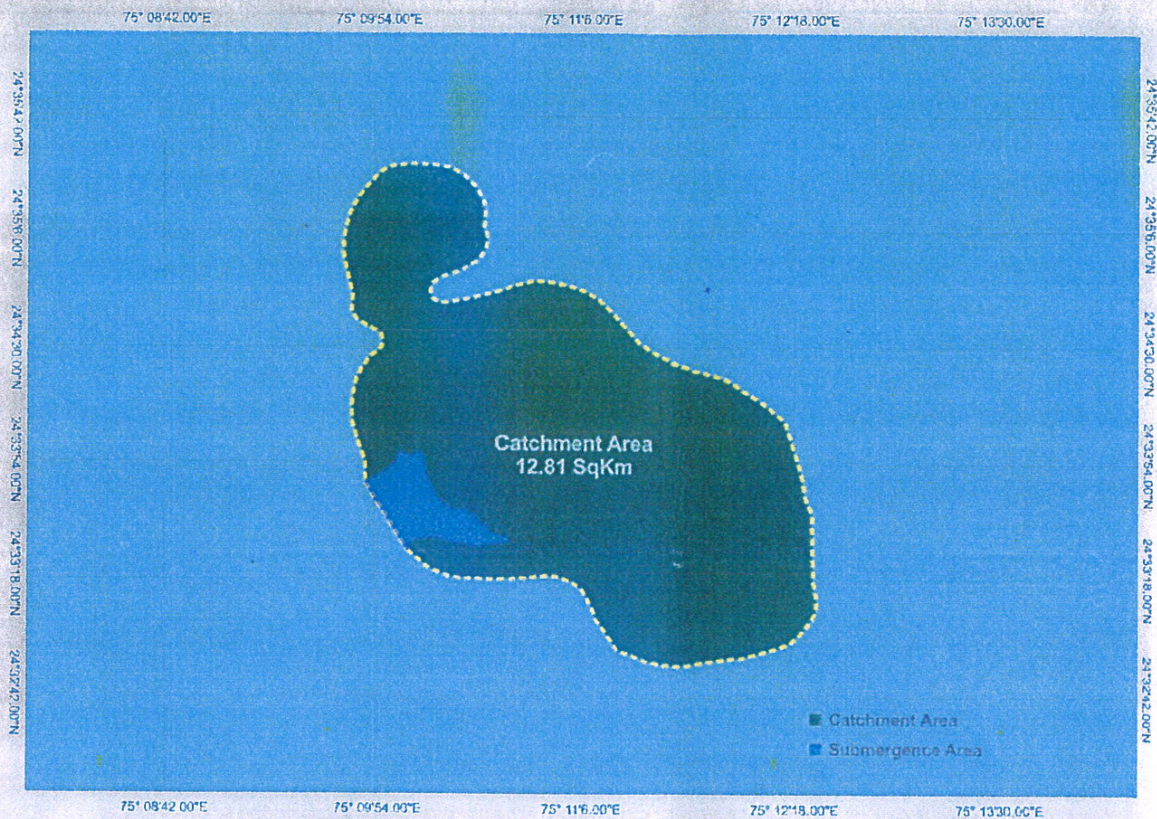 75° 08'42.00"E 75° 09'54.00"E 75° 11'6.00"E 75° 12'18.00"E 75° 13'30.00"E
24°35'42.00"N
24°35'6.00"N
24°34'30.00"N
24°33'54.00"N
24°33'18.00"N
24°32'42.00"N
Catchment Area
12.81 SqKm
Catchment Area
Submergence Area
24°35'42.00"N
24°35'6.00"N
24°34'30.00"N
24°33'54.00"N
24°33'18.00"N
24°32'42.00"N
75° 08'42.00"E 75° 09'54.00"E 75° 11'6.00"E 75° 12'18.00"E 75° 13'30.00"E